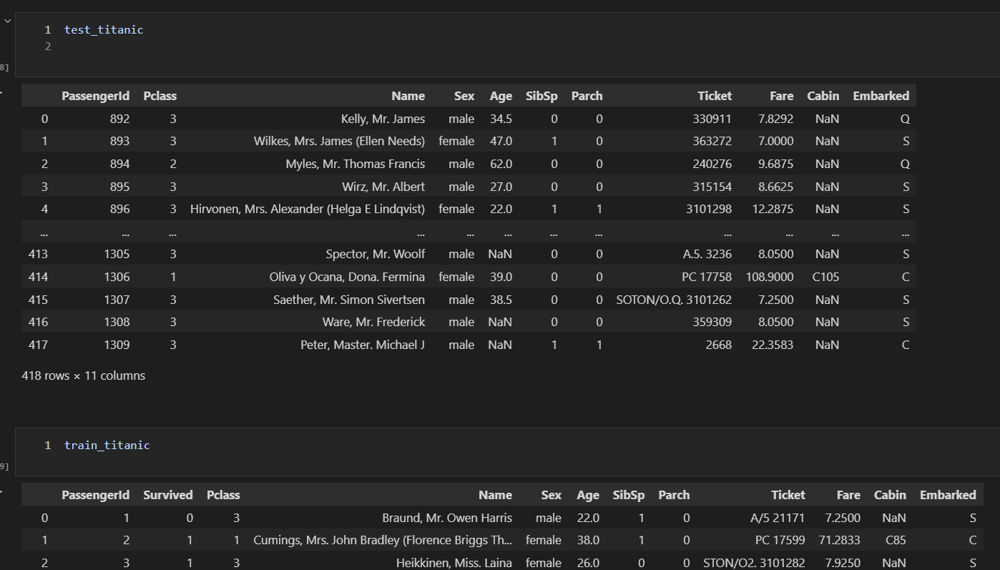 1 test_titanic
2
8]
PassengerId Pclass Name Sex Age SibSp Parch Ticket Fare Cabin Embarked
0 892 3 Kelly, Mr. James male 34.5 0 0 330911 7.8292 NaN Q
1 893 3 Wilkes, Mrs. James (Ellen Needs) female 47.0 1 0 363272 7.0000 NaN S
2 894 2 Myles, Mr. Thomas Francis male 62.0 0 0 240276 9.6875 NaN Q
3 895 3 Wirz, Mr. Albert male 27.0 0 0 315154 8.6625 NaN S
4 896 3 Hirvonen, Mrs. Alexander (Helga E Lindqvist) female 22.0 1 1 3101298 12.2875 NaN S
... ... ... ... ... ... ... ... ... ... ... ...
413 1305 3 Spector, Mr. Woolf male NaN 0 0 A.5. 3236 8.0500 NaN S
414 1306 1 Oliva y Ocana, Dona. Fermina female 39.0 0 0 PC 17758 108.9000 C105 C
415 1307 3 Saether, Mr. Simon Sivertsen male 38.5 0 0 SOTON/O.Q. 3101262 7.2500 NaN S
416 1308 3 Ware, Mr. Frederick male NaN 0 0 359309 8.0500 NaN S
417 1309 3 Peter, Master. Michael J male NaN 1 1 2668 22.3583 NaN C
418 rows × 11 columns
1 train_titanic
9]
PassengerId Survived Pclass Name Sex Age SibSp Parch Ticket Fare Cabin Embarked
0 1 0 3 Braund, Mr. Owen Harris male 22.0 1 0 A/5 21171 7.2500 NaN S
1 2 1 1 Cumings, Mrs. John Bradley (Florence Briggs Th... female 38.0 1 0 PC 17599 71.2833 C85 C
2 3 1 3 Heikkinen, Miss. Laina female 26.0 0 0 STON/O2. 3101282 7.9250 NaN S